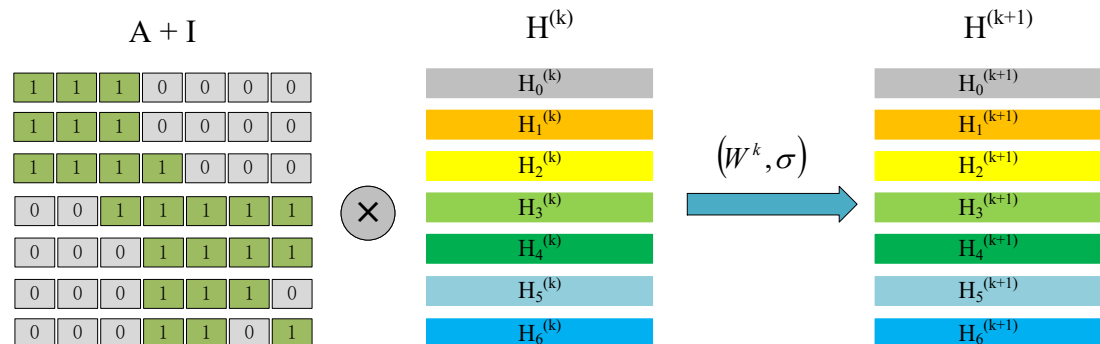 A + I H^(k) H^(k+1)
1 1 1 0 0 0 0 H₀^(k) H₀^(k+1)
1 1 1 0 0 0 0 H₁^(k) H₁^(k+1)
1 1 1 1 0 0 0 H₂^(k) (W^k, σ) H₂^(k+1)
0 0 1 1 1 1 1 × H₃^(k) H₃^(k+1)
0 0 0 1 1 1 1 H₄^(k) H₄^(k+1)
0 0 0 1 1 1 0 H₅^(k) H₅^(k+1)
0 0 0 1 1 0 1 H₆^(k) H₆^(k+1)